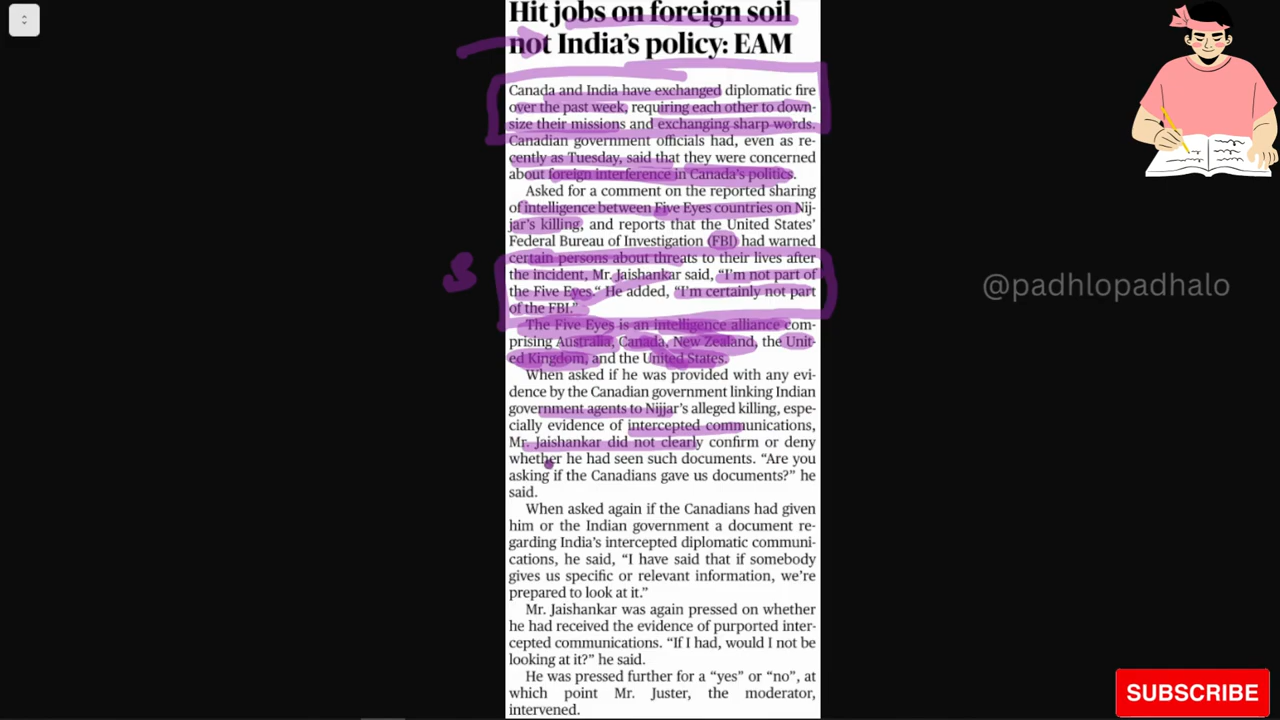 Hit jobs on foreign soil
not India's policy: EAM
Canada and India have exchanged diplomatic fire
over the past week, requiring each other to down-
size their missions and exchanging sharp words.
Canadian government officials had, even as re-
cently as Tuesday, said that they were concerned
about foreign interference in Canada's politics.
Asked for a comment on the reported sharing
of intelligence between Five Eyes countries on Nij-
jar's killing, and reports that the United States'
Federal Bureau of Investigation (FBI) had warned
certain persons about threats to their lives after
the incident, Mr. Jaishankar said, “I'm not part of
the Five Eyes.“ He added, “I'm certainly not part
of the FBI.”
The Five Eyes is an intelligence alliance com-
prising Australia, Canada, New Zealand, the Unit-
ed Kingdom, and the United States.
When asked if he was provided with any evi-
dence by the Canadian government linking Indian
government agents to Nijjar's alleged killing, espe-
cially evidence of intercepted communications,
Mr. Jaishankar did not clearly confirm or deny
whether he had seen such documents. “Are you
asking if the Canadians gave us documents?” he
said.
When asked again if the Canadians had given
him or the Indian government a document re-
garding India's intercepted diplomatic communi-
cations, he said, “I have said that if somebody
gives us specific or relevant information, we're
prepared to look at it.”
Mr. Jaishankar was again pressed on whether
he had received the evidence of purported inter-
cepted communications. “If I had, would I not be
looking at it?” he said.
He was pressed further for a “yes” or “no”, at
which point Mr. Juster, the moderator,
intervened.
@padhlopadhalo
SUBSCRIBE